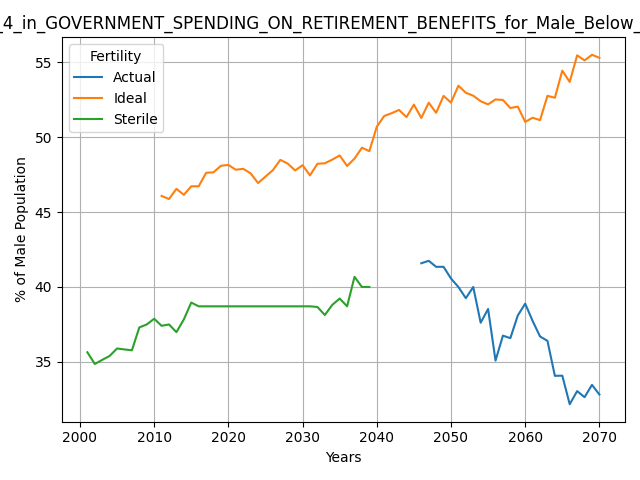 _4_in_GOVERNMENT_SPENDING_ON_RETIREMENT_BENEFITS_for_Male_Below_
Fertility
Actual
Ideal
Sterile
% of Male Population
55
50
45
40
35
2000 2010 2020 2030 2040 2050 2060 2070
Years